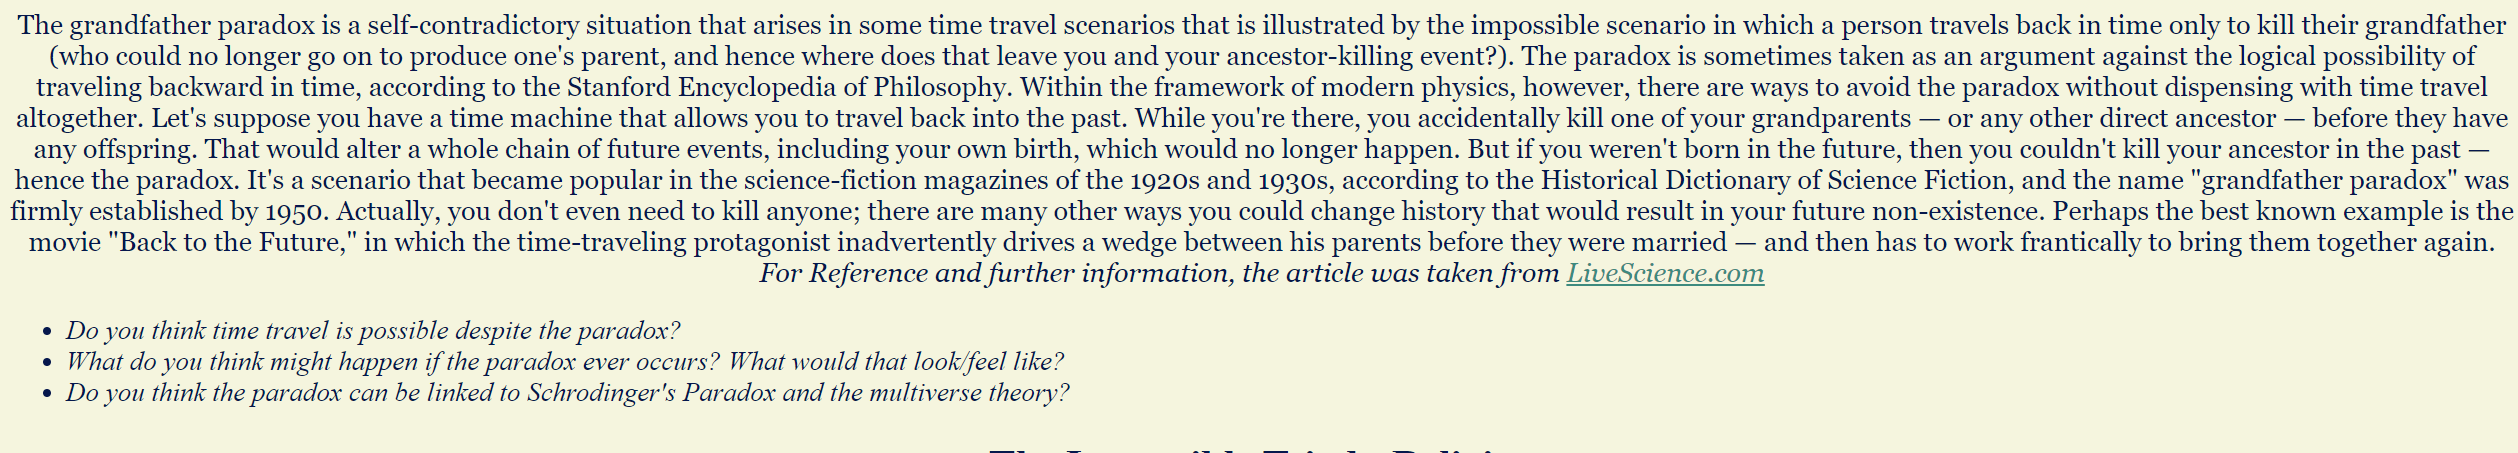 The grandfather paradox is a self-contradictory situation that arises in some time travel scenarios that is illustrated by the impossible scenario in which a person travels back in time only to kill their grandfather
(who could no longer go on to produce one's parent, and hence where does that leave you and your ancestor-killing event?). The paradox is sometimes taken as an argument against the logical possibility of
traveling backward in time, according to the Stanford Encyclopedia of Philosophy. Within the framework of modern physics, however, there are ways to avoid the paradox without dispensing with time travel
altogether. Let's suppose you have a time machine that allows you to travel back into the past. While you're there, you accidentally kill one of your grandparents — or any other direct ancestor — before they have
any offspring. That would alter a whole chain of future events, including your own birth, which would no longer happen. But if you weren't born in the future, then you couldn't kill your ancestor in the past —
hence the paradox. It's a scenario that became popular in the science-fiction magazines of the 1920s and 1930s, according to the Historical Dictionary of Science Fiction, and the name "grandfather paradox" was
firmly established by 1950. Actually, you don't even need to kill anyone; there are many other ways you could change history that would result in your future non-existence. Perhaps the best known example is the
movie "Back to the Future," in which the time-traveling protagonist inadvertently drives a wedge between his parents before they were married — and then has to work frantically to bring them together again.
For Reference and further information, the article was taken from LiveScience.com
• Do you think time travel is possible despite the paradox?
• What do you think might happen if the paradox ever occurs? What would that look/feel like?
• Do you think the paradox can be linked to Schrodinger's Paradox and the multiverse theory?